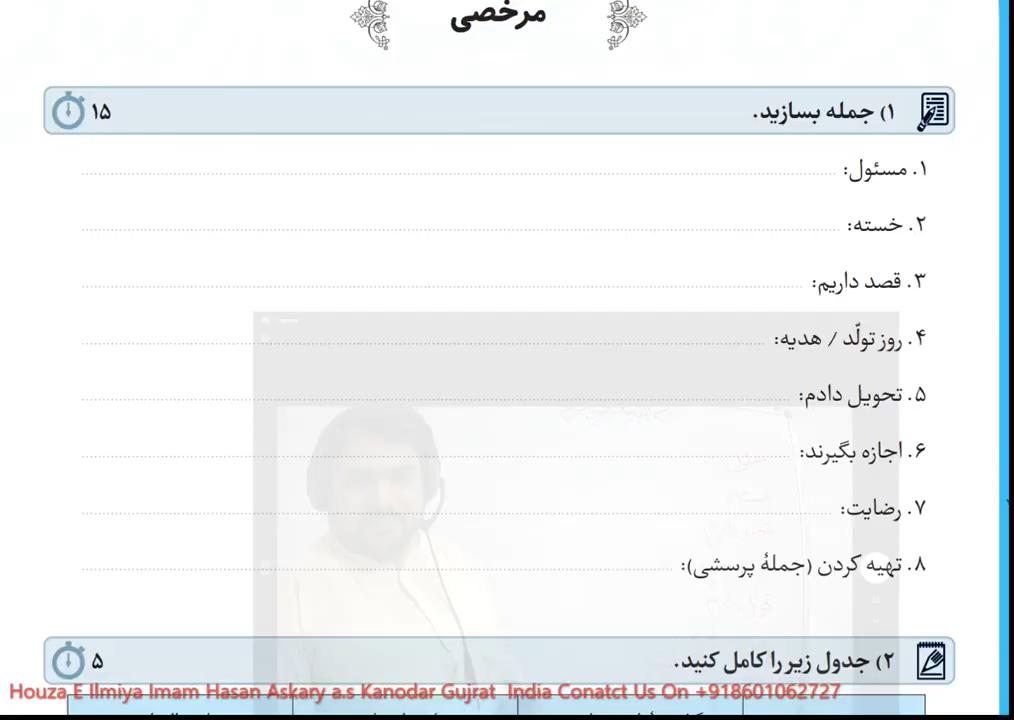 مرخصی
۱) جمله بسازید.
۱۵
۱. مسئول:
۲. خسته:
۳. قصد داریم:
۴. روز تولّد / هدیه:
۵. تحویل دادم:
۶. اجازه بگیرند:
۷. رضایت:
۸. تهیه کردن (جملهٔ پرسشی):
۲) جدول زیر را کامل کنید.
۵
Houza E Ilmiya Imam Hasan Askary a.s Kanodar Gujrat India Conatct Us On +918601062727